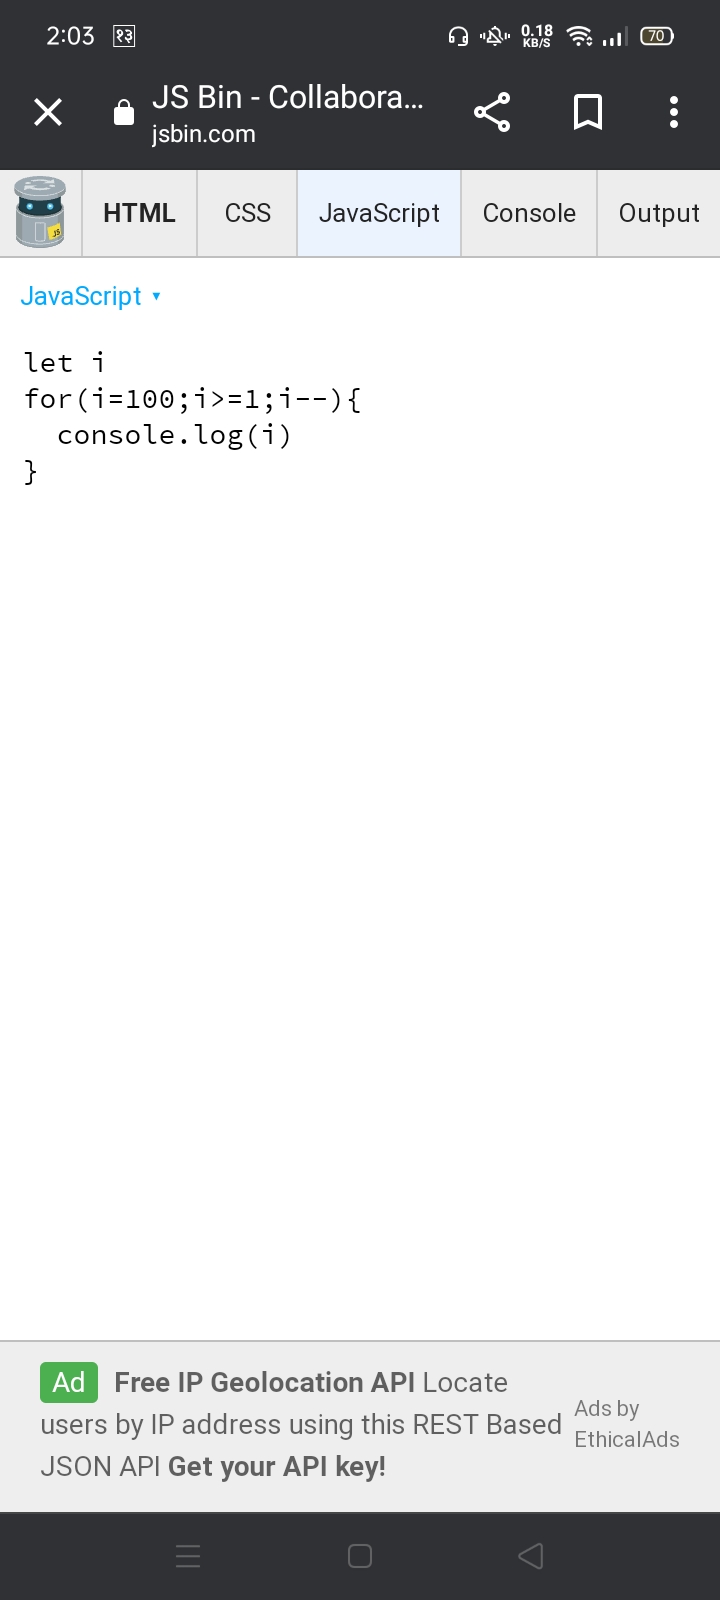 2:03 १३ 0.18 KB/S 70
JS Bin - Collabora...
jsbin.com
HTML CSS JavaScript Console Output
JavaScript ▾
let i
for(i=100;i>=1;i--){
  console.log(i)
}
Ad Free IP Geolocation API Locate
users by IP address using this REST Based
JSON API Get your API key!
Ads by
EthicalAds